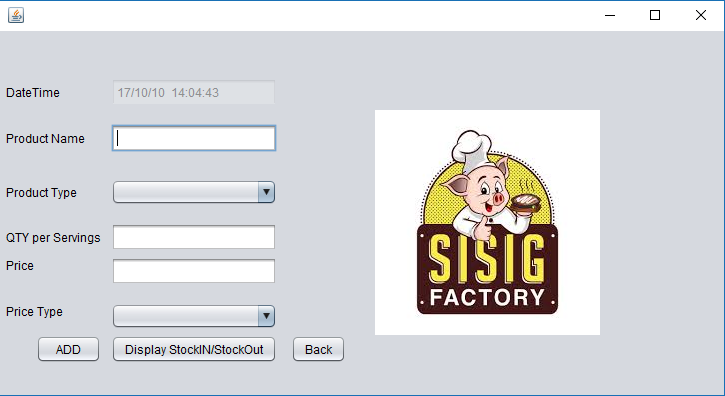 DateTime 17/10/10 14:04:43
Product Name
Product Type
QTY per Servings
Price
Price Type
ADD Display StockIN/StockOut Back
SISIG
FACTORY